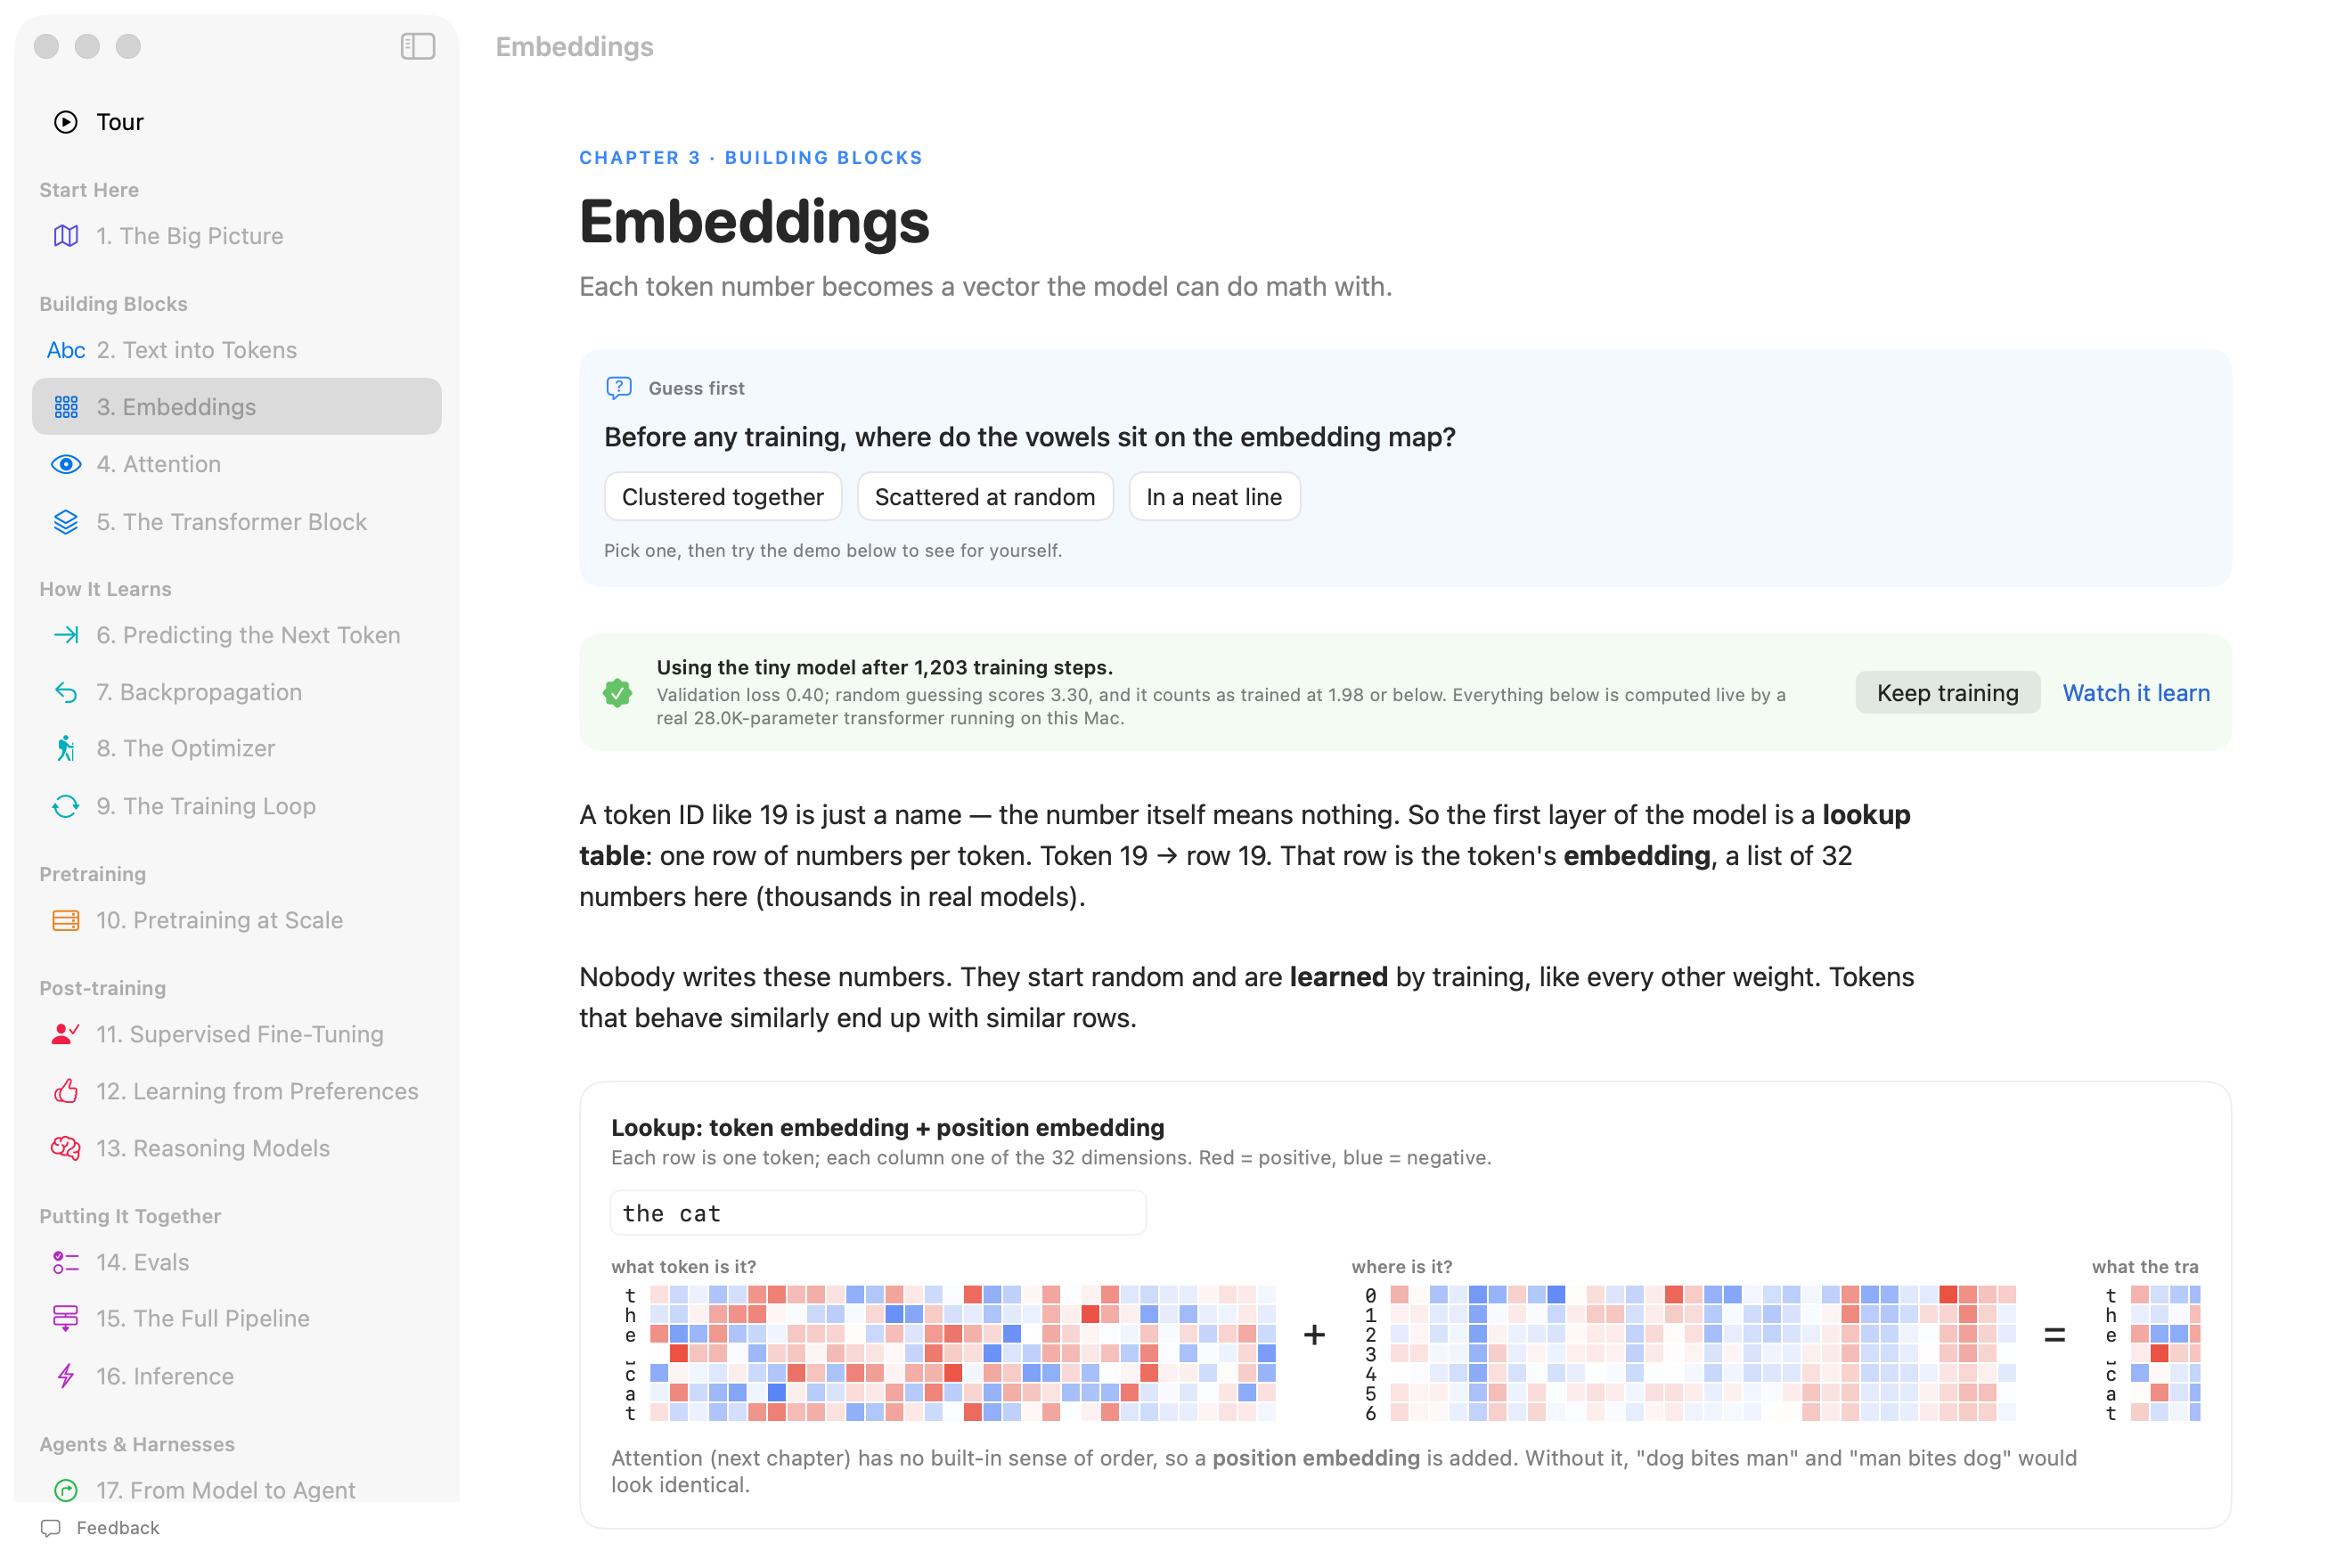 Embeddings
Tour
Start Here
1. The Big Picture
Building Blocks
Abc 2. Text into Tokens
3. Embeddings
4. Attention
5. The Transformer Block
How It Learns
6. Predicting the Next Token
7. Backpropagation
8. The Optimizer
9. The Training Loop
Pretraining
10. Pretraining at Scale
Post-training
11. Supervised Fine-Tuning
12. Learning from Preferences
13. Reasoning Models
Putting It Together
14. Evals
15. The Full Pipeline
16. Inference
Agents & Harnesses
17. From Model to Agent
Feedback
CHAPTER 3 · BUILDING BLOCKS
Embeddings
Each token number becomes a vector the model can do math with.
Guess first
Before any training, where do the vowels sit on the embedding map?
Clustered together
Scattered at random
In a neat line
Pick one, then try the demo below to see for yourself.
Using the tiny model after 1,203 training steps.
Validation loss 0.40; random guessing scores 3.30, and it counts as trained at 1.98 or below. Everything below is computed live by a
real 28.0K-parameter transformer running on this Mac.
Keep training
Watch it learn
A token ID like 19 is just a name — the number itself means nothing. So the first layer of the model is a lookup
table: one row of numbers per token. Token 19 → row 19. That row is the token's embedding, a list of 32
numbers here (thousands in real models).
Nobody writes these numbers. They start random and are learned by training, like every other weight. Tokens
that behave similarly end up with similar rows.
Lookup: token embedding + position embedding
Each row is one token; each column one of the 32 dimensions. Red = positive, blue = negative.
the cat
what token is it?
t
h
e
⎵
c
a
t
+
where is it?
0
1
2
3
4
5
6
=
what the tra
t
h
e
⎵
c
a
t
Attention (next chapter) has no built-in sense of order, so a position embedding is added. Without it, "dog bites man" and "man bites dog" would
look identical.